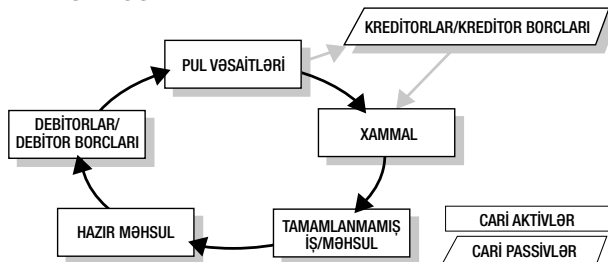 KREDİTORLAR/KREDİTOR BORCLARI
PUL VƏSAİTLƏRİ
DEBİTORLAR/
DEBİTOR BORCLARI
XAMMAL
HAZIR MƏHSUL
TAMAMLANMAMIŞ
İŞ/MƏHSUL
CARİ AKTİVLƏR
CARİ PASSİVLƏR